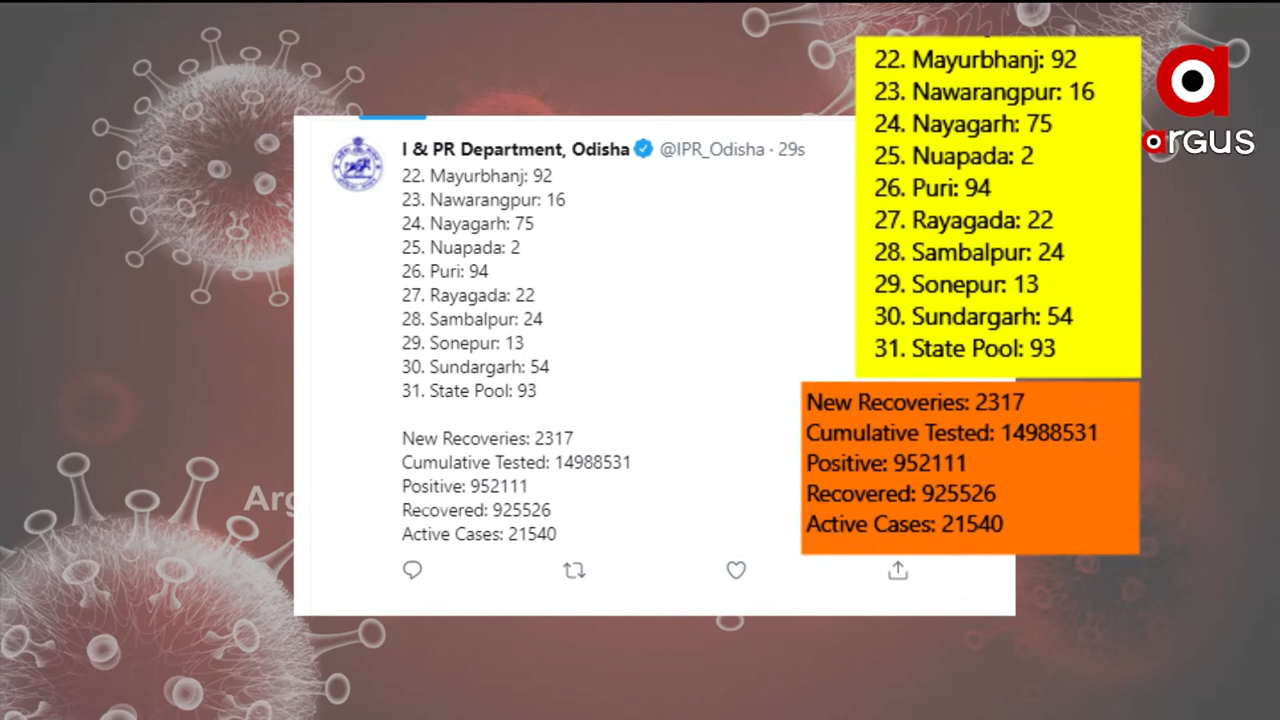 I & PR Department, Odisha @IPR_Odisha · 29s
22. Mayurbhanj: 92
23. Nawarangpur: 16
24. Nayagarh: 75
25. Nuapada: 2
26. Puri: 94
27. Rayagada: 22
28. Sambalpur: 24
29. Sonepur: 13
30. Sundargarh: 54
31. State Pool: 93
New Recoveries: 2317
Cumulative Tested: 14988531
Positive: 952111
Recovered: 925526
Active Cases: 21540
22. Mayurbhanj: 92
23. Nawarangpur: 16
24. Nayagarh: 75
25. Nuapada: 2
26. Puri: 94
27. Rayagada: 22
28. Sambalpur: 24
29. Sonepur: 13
30. Sundargarh: 54
31. State Pool: 93
New Recoveries: 2317
Cumulative Tested: 14988531
Positive: 952111
Recovered: 925526
Active Cases: 21540
argus